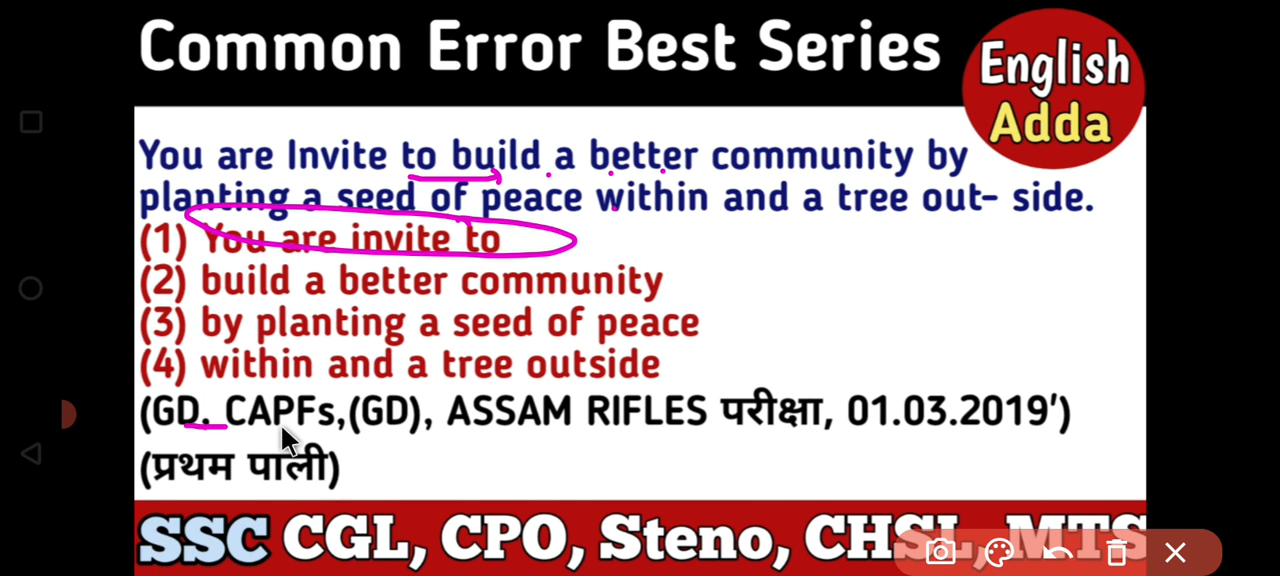 Common Error Best Series
English
Adda
You are Invite to build a better community by
planting a seed of peace within and a tree out- side.
(1) You are invite to
(2) build a better community
(3) by planting a seed of peace
(4) within and a tree outside
(GD. CAPFs,(GD), ASSAM RIFLES परीक्षा, 01.03.2019')
(प्रथम पाली)
SSC CGL, CPO, Steno, CHSL, MTS